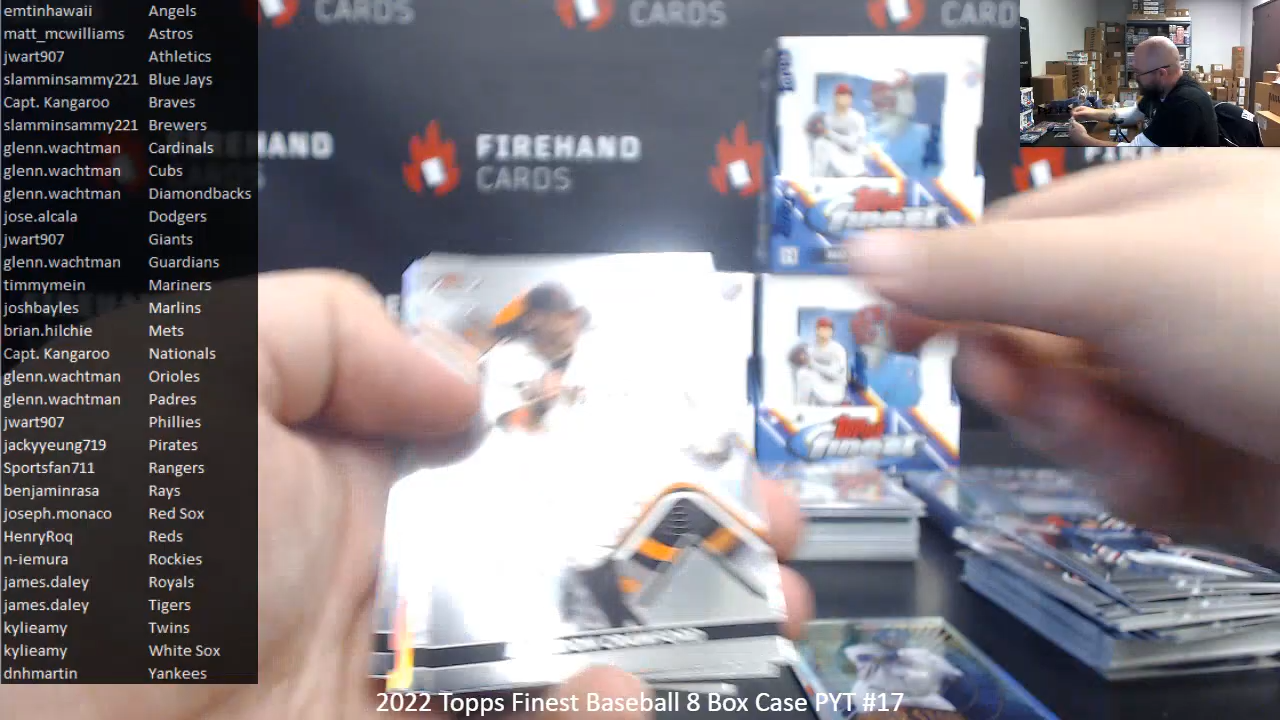 emtinhawaii Angels
matt_mcwilliams Astros
jwart907 Athletics
slamminsammy221 Blue Jays
Capt. Kangaroo Braves
slamminsammy221 Brewers
glenn.wachtman Cardinals
glenn.wachtman Cubs
glenn.wachtman Diamondbacks
jose.alcala Dodgers
jwart907 Giants
glenn.wachtman Guardians
timmymein Mariners
joshbayles Marlins
brian.hilchie Mets
Capt. Kangaroo Nationals
glenn.wachtman Orioles
glenn.wachtman Padres
jwart907 Phillies
jackyyeung719 Pirates
Sportsfan711 Rangers
benjaminrasa Rays
joseph.monaco Red Sox
HenryRoq Reds
n-iemura Rockies
james.daley Royals
james.daley Tigers
kylieamy Twins
kylieamy White Sox
dnhmartin Yankees
CARDS
CARDS
CARD
HAND
FIREHAND
CARDS
Topps
finest
Topps
finest
2022 Topps Finest Baseball 8 Box Case PYT #17